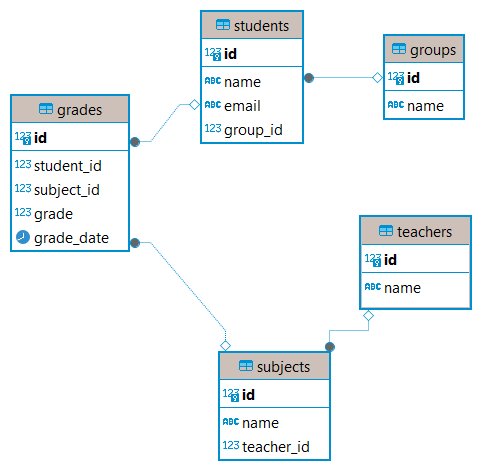 students
123 id
ABC name
ABC email
123 group_id
groups
123 id
ABC name
grades
123 id
123 student_id
123 subject_id
123 grade
grade_date
teachers
123 id
ABC name
subjects
123 id
ABC name
123 teacher_id